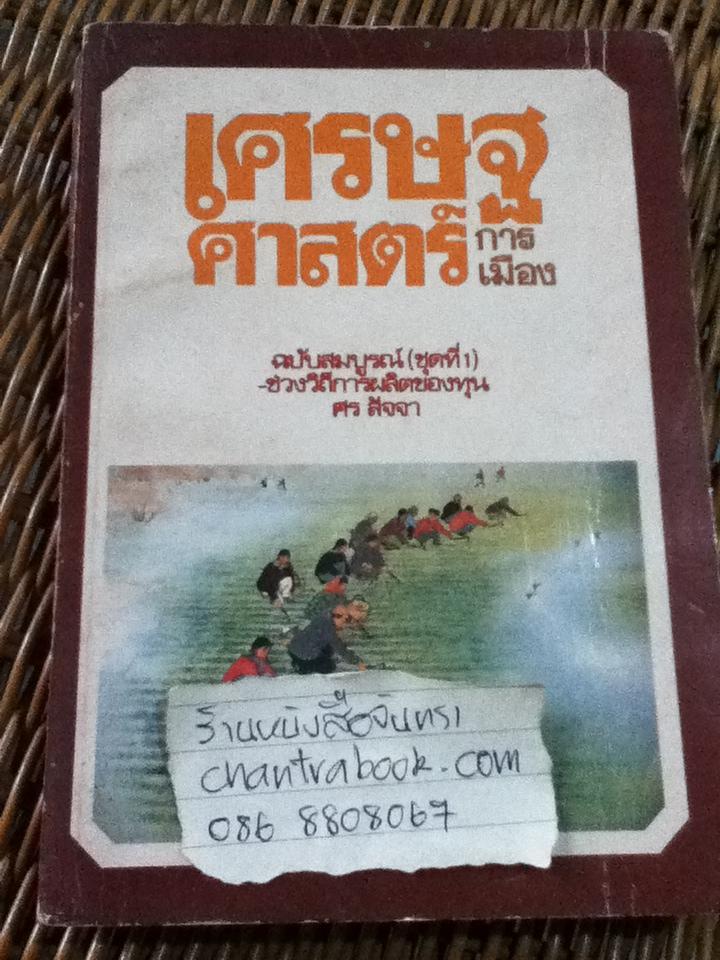 เศรษฐ
ศาสตร์
การ
เมือง
ฉบับสมบูรณ์ (ชุดที่ 1)
-ช่วงวิถีการผลิตของทุน
ศร สัจจา
ร้านหนังสือจันทรา
chantrabook.com
086 8808067